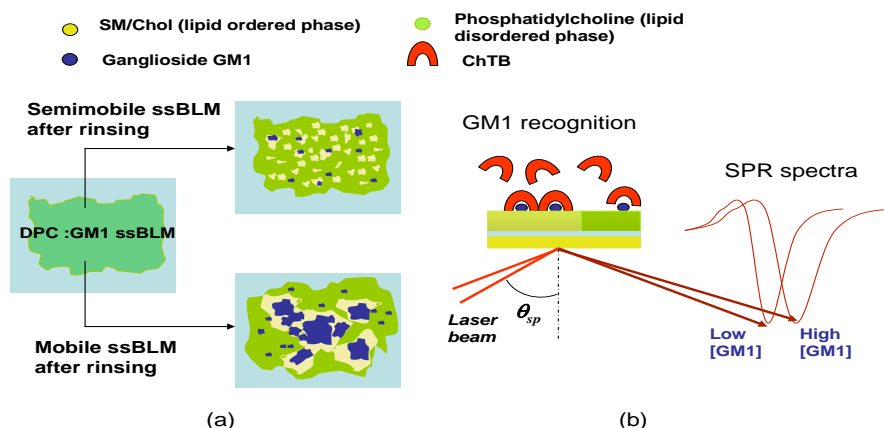 SM/Chol (lipid ordered phase)
Ganglioside GM1
Phosphatidylcholine (lipid
disordered phase)
ChTB
Semimobile ssBLM
after rinsing
DPC :GM1 ssBLM
Mobile ssBLM
after rinsing
(a)
GM1 recognition
SPR spectra
θsp
Laser
beam
Low
[GM1]
High
[GM1]
(b)